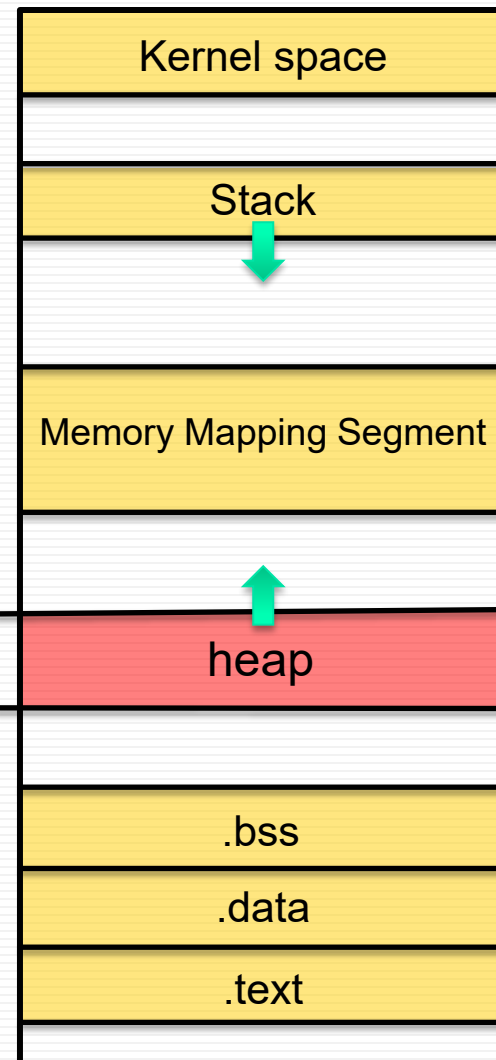 Kernel space
Stack
Memory Mapping Segment
heap
.bss
.data
.text